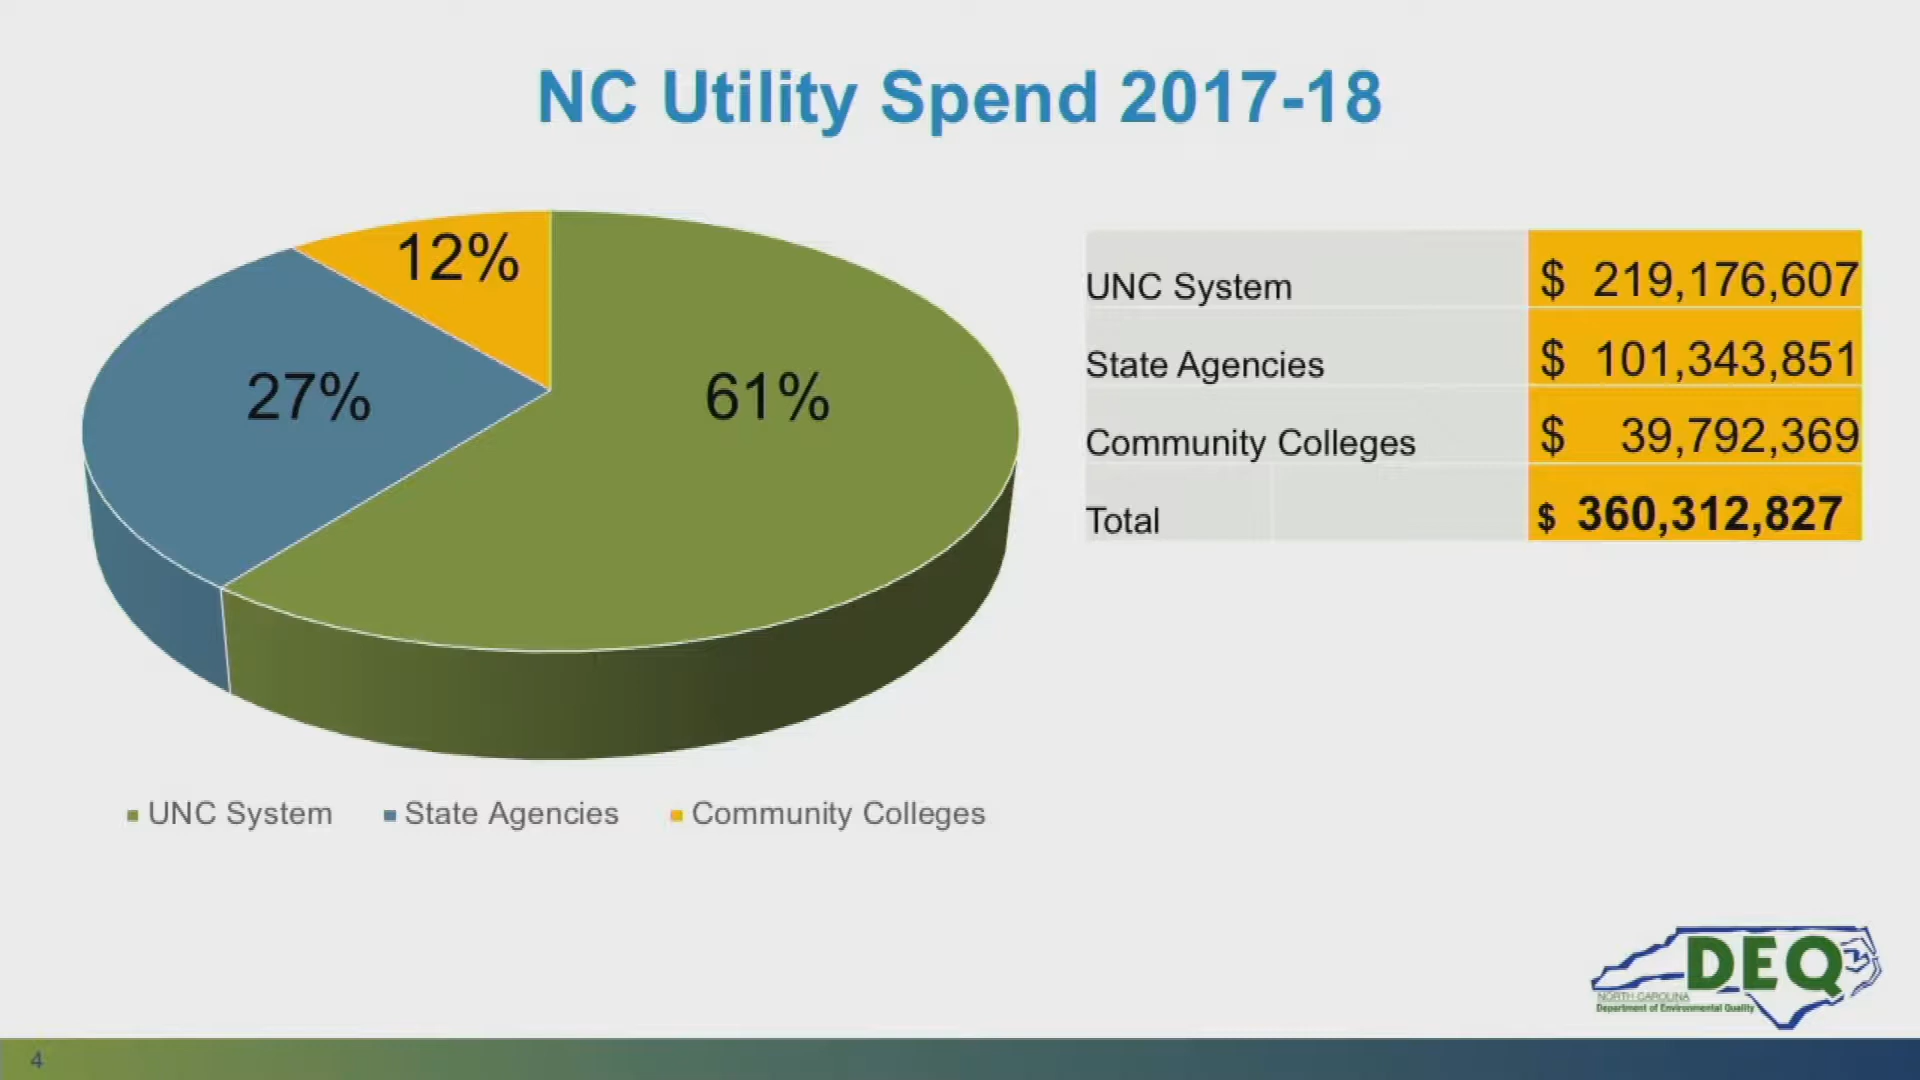 NC Utility Spend 2017-18
12%
27%
61%
UNC System $ 219,176,607
State Agencies $ 101,343,851
Community Colleges $ 39,792,369
Total $ 360,312,827
UNC System State Agencies Community Colleges
DEQ
NORTH CAROLINA
Department of Environmental Quality
4